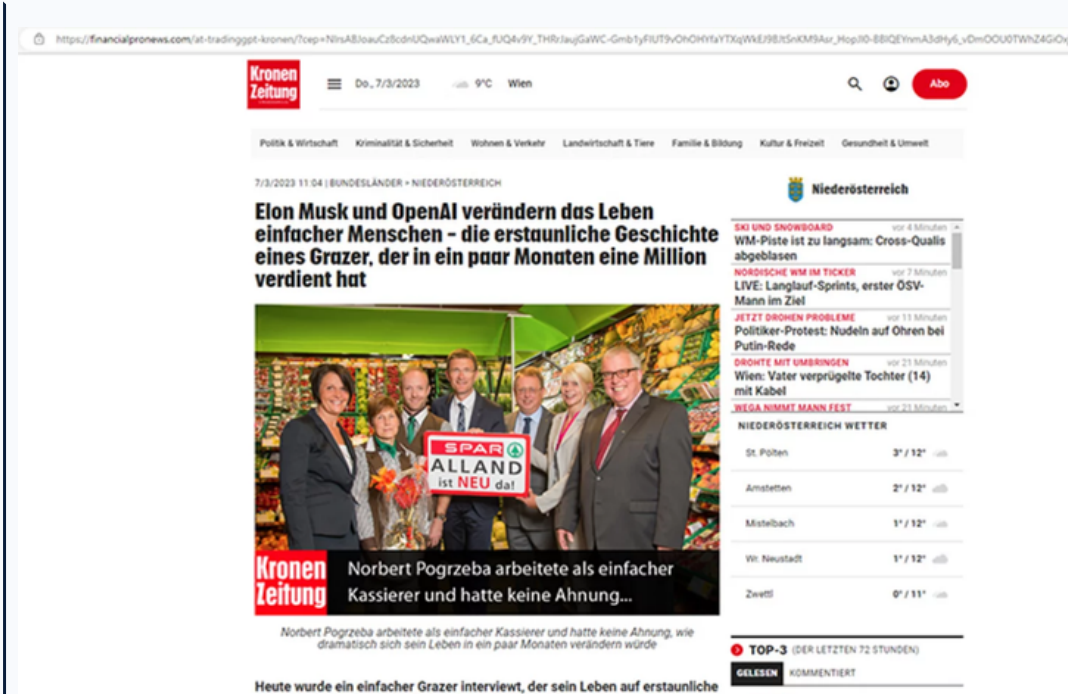 Kronen
Zeitung
Do., 7/3/2023
9°C
Wien
Abo
Politik & Wirtschaft
Kriminalität & Sicherheit
Wohnen & Verkehr
Landwirtschaft & Tiere
Familie & Bildung
Kultur & Freizeit
Gesundheit & Umwelt
7/3/2023 11:04 | BUNDESLÄNDER > NIEDERÖSTERREICH
Elon Musk und OpenAI verändern das Leben
einfacher Menschen – die erstaunliche Geschichte
eines Grazer, der in ein paar Monaten eine Million
verdient hat
SPAR
ALLAND
ist NEU da!
Kronen
Zeitung
Norbert Pogrzeba arbeitete als einfacher
Kassierer und hatte keine Ahnung...
Norbert Pogrzeba arbeitete als einfacher Kassierer und hatte keine Ahnung, wie
dramatisch sich sein Leben in ein paar Monaten verändern würde
Heute wurde ein einfacher Grazer interviewt, der sein Leben auf erstaunliche
Niederösterreich
SKI UND SNOWBOARD
vor 4 Minuten
WM-Piste ist zu langsam: Cross-Qualis
abgeblasen
NORDISCHE WM IM TICKER
vor 7 Minuten
LIVE: Langlauf-Sprints, erster ÖSV-
Mann im Ziel
JETZT DROHEN PROBLEME
vor 11 Minuten
Politiker-Protest: Nudeln auf Ohren bei
Putin-Rede
DROHTE MIT UMBRINGEN
vor 21 Minuten
Wien: Vater verprügelte Tochter (14)
mit Kabel
WEGA NIMMT MANN FEST
vor 21 Minuten
NIEDERÖSTERREICH WETTER
St. Pölten
3° / 12°
Amstetten
2° / 12°
Mistelbach
1° / 12°
Wr. Neustadt
1° / 12°
Zwettl
0° / 11°
TOP-3 (DER LETZTEN 72 STUNDEN)
GELESEN
KOMMENTIERT